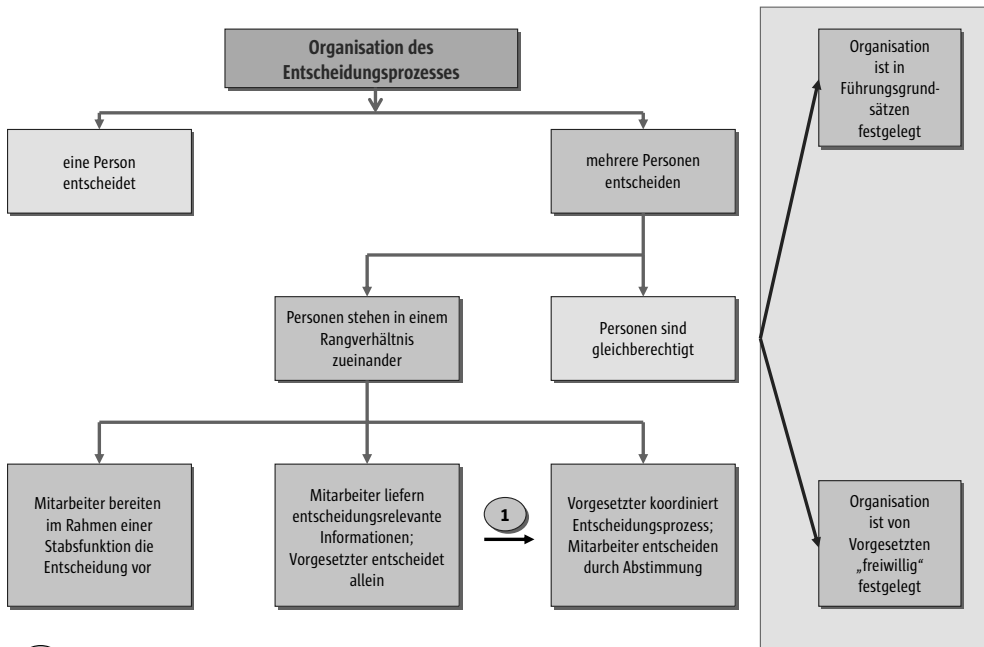 Organisation des
Entscheidungsprozesses
eine Person
entscheidet
mehrere Personen
entscheiden
Personen stehen in einem
Rangverhältnis
zueinander
Personen sind
gleichberechtigt
Mitarbeiter bereiten
im Rahmen einer
Stabsfunktion die
Entscheidung vor
Mitarbeiter liefern
entscheidungsrelevante
Informationen;
Vorgesetzter entscheidet
allein
1
Vorgesetzter koordiniert
Entscheidungsprozess;
Mitarbeiter entscheiden
durch Abstimmung
Organisation
ist in
Führungsgrund-
sätzen
festgelegt
Organisation
ist von
Vorgesetzten
„freiwillig“
festgelegt